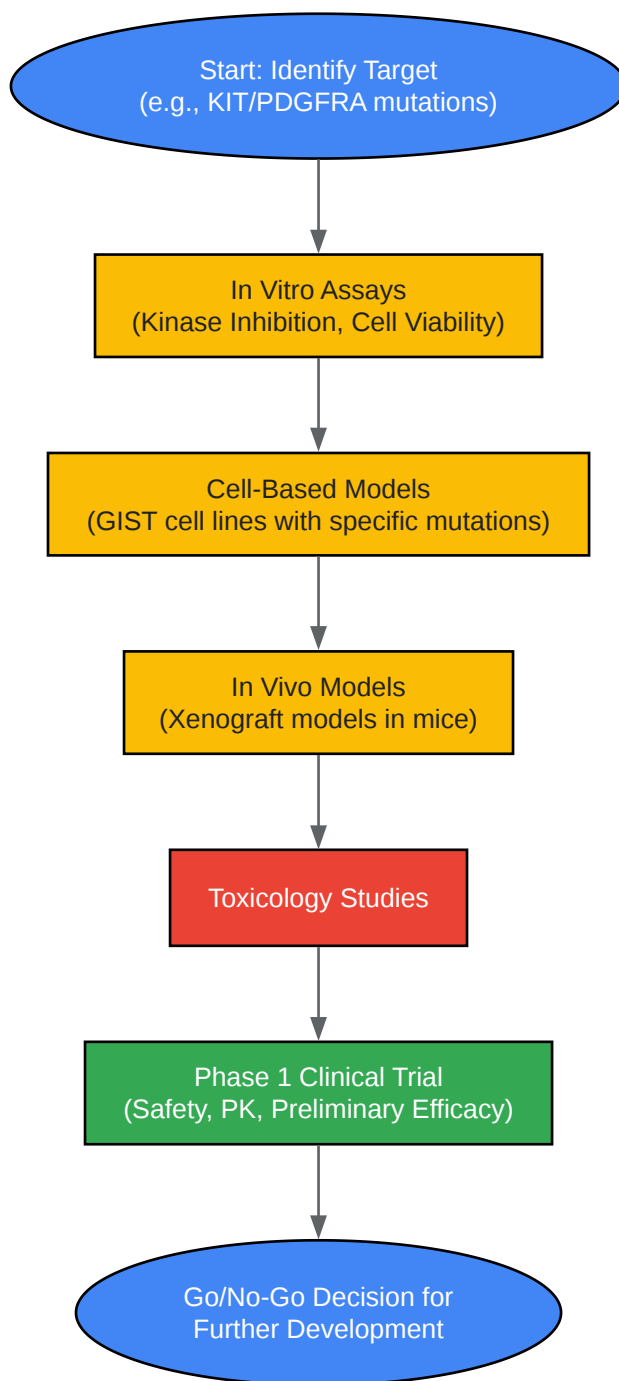 Start: Identify Target
(e.g., KIT/PDGFRA mutations)
In Vitro Assays
(Kinase Inhibition, Cell Viability)
Cell-Based Models
(GIST cell lines with specific mutations)
In Vivo Models
(Xenograft models in mice)
Toxicology Studies
Phase 1 Clinical Trial
(Safety, PK, Preliminary Efficacy)
Go/No-Go Decision for
Further Development